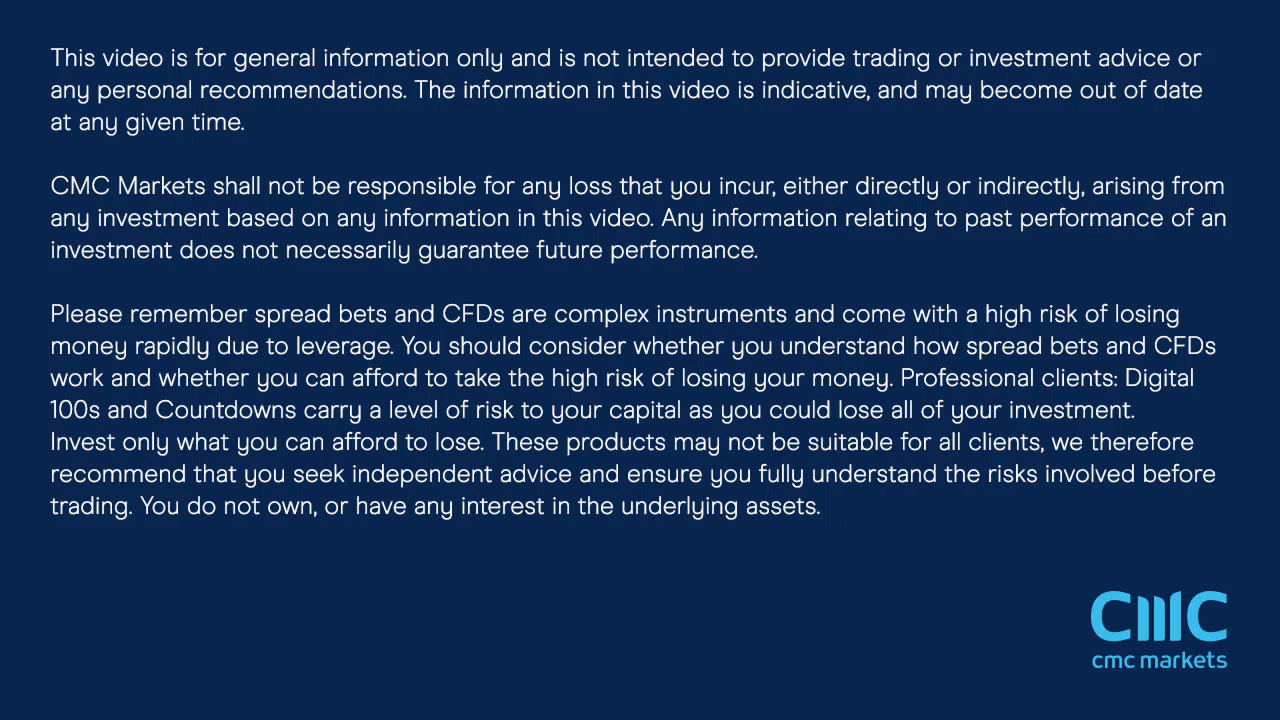 This video is for general information only and is not intended to provide trading or investment advice or
any personal recommendations. The information in this video is indicative, and may become out of date
at any given time.
CMC Markets shall not be responsible for any loss that you incur, either directly or indirectly, arising from
any investment based on any information in this video. Any information relating to past performance of an
investment does not necessarily guarantee future performance.
Please remember spread bets and CFDs are complex instruments and come with a high risk of losing
money rapidly due to leverage. You should consider whether you understand how spread bets and CFDs
work and whether you can afford to take the high risk of losing your money. Professional clients: Digital
100s and Countdowns carry a level of risk to your capital as you could lose all of your investment.
Invest only what you can afford to lose. These products may not be suitable for all clients, we therefore
recommend that you seek independent advice and ensure you fully understand the risks involved before
trading. You do not own, or have any interest in the underlying assets.
CMC
cmc markets